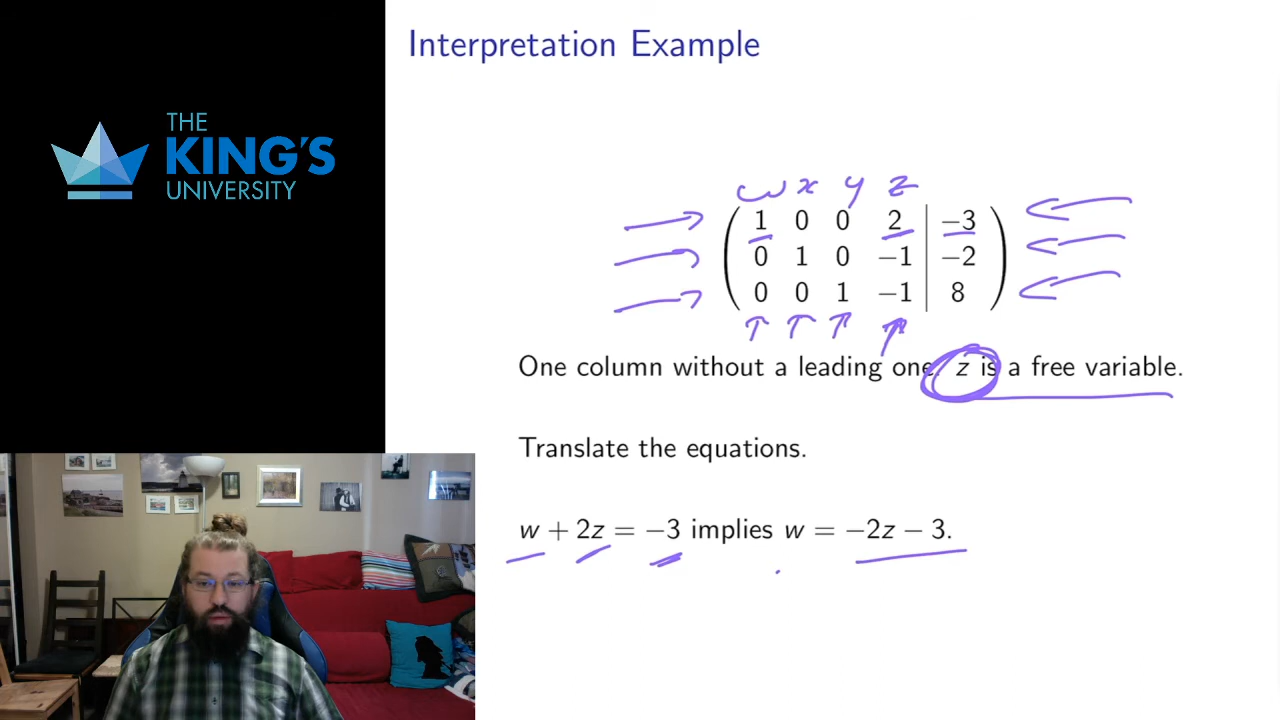 Interpretation Example
THE
KING'S
UNIVERSITY
w x y z
1 0 0 2 | −3
0 1 0 −1 | −2
0 0 1 −1 | 8
One column without a leading one. z is a free variable.
Translate the equations.
w + 2z = −3 implies w = −2z − 3.